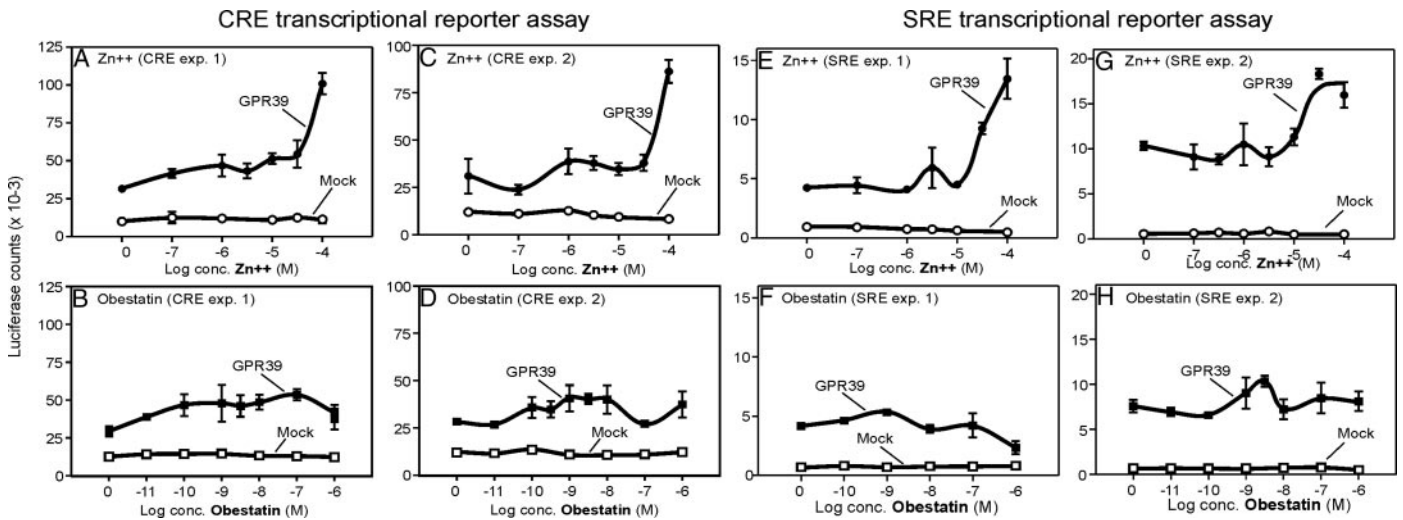 CRE transcriptional reporter assay
SRE transcriptional reporter assay
Luciferase counts (x 10-3)
A Zn++ (CRE exp. 1)
125
100
75
50
25
0
GPR39
Mock
0 -7 -6 -5 -4
Log conc. Zn++ (M)
C Zn++ (CRE exp. 2)
100
75
50
25
0
GPR39
Mock
0 -7 -6 -5 -4
Log conc. Zn++ (M)
E Zn++ (SRE exp. 1)
15
10
5
0
GPR39
Mock
0 -7 -6 -5 -4
Log conc. Zn++ (M)
G Zn++ (SRE exp. 2)
20
15
10
5
0
GPR39
Mock
0 -7 -6 -5 -4
Log conc. Zn++ (M)
B Obestatin (CRE exp. 1)
125
100
75
50
25
0
GPR39
Mock
0 -11 -10 -9 -8 -7 -6
Log conc. Obestatin (M)
D Obestatin (CRE exp. 2)
100
75
50
25
0
GPR39
Mock
0 -11 -10 -9 -8 -7 -6
Log conc. Obestatin (M)
F Obestatin (SRE exp. 1)
15
10
5
0
GPR39
Mock
0 -11 -10 -9 -8 -7 -6
Log conc. Obestatin (M)
H Obestatin (SRE exp. 2)
20
15
10
5
0
GPR39
Mock
0 -11 -10 -9 -8 -7 -6
Log conc. Obestatin (M)